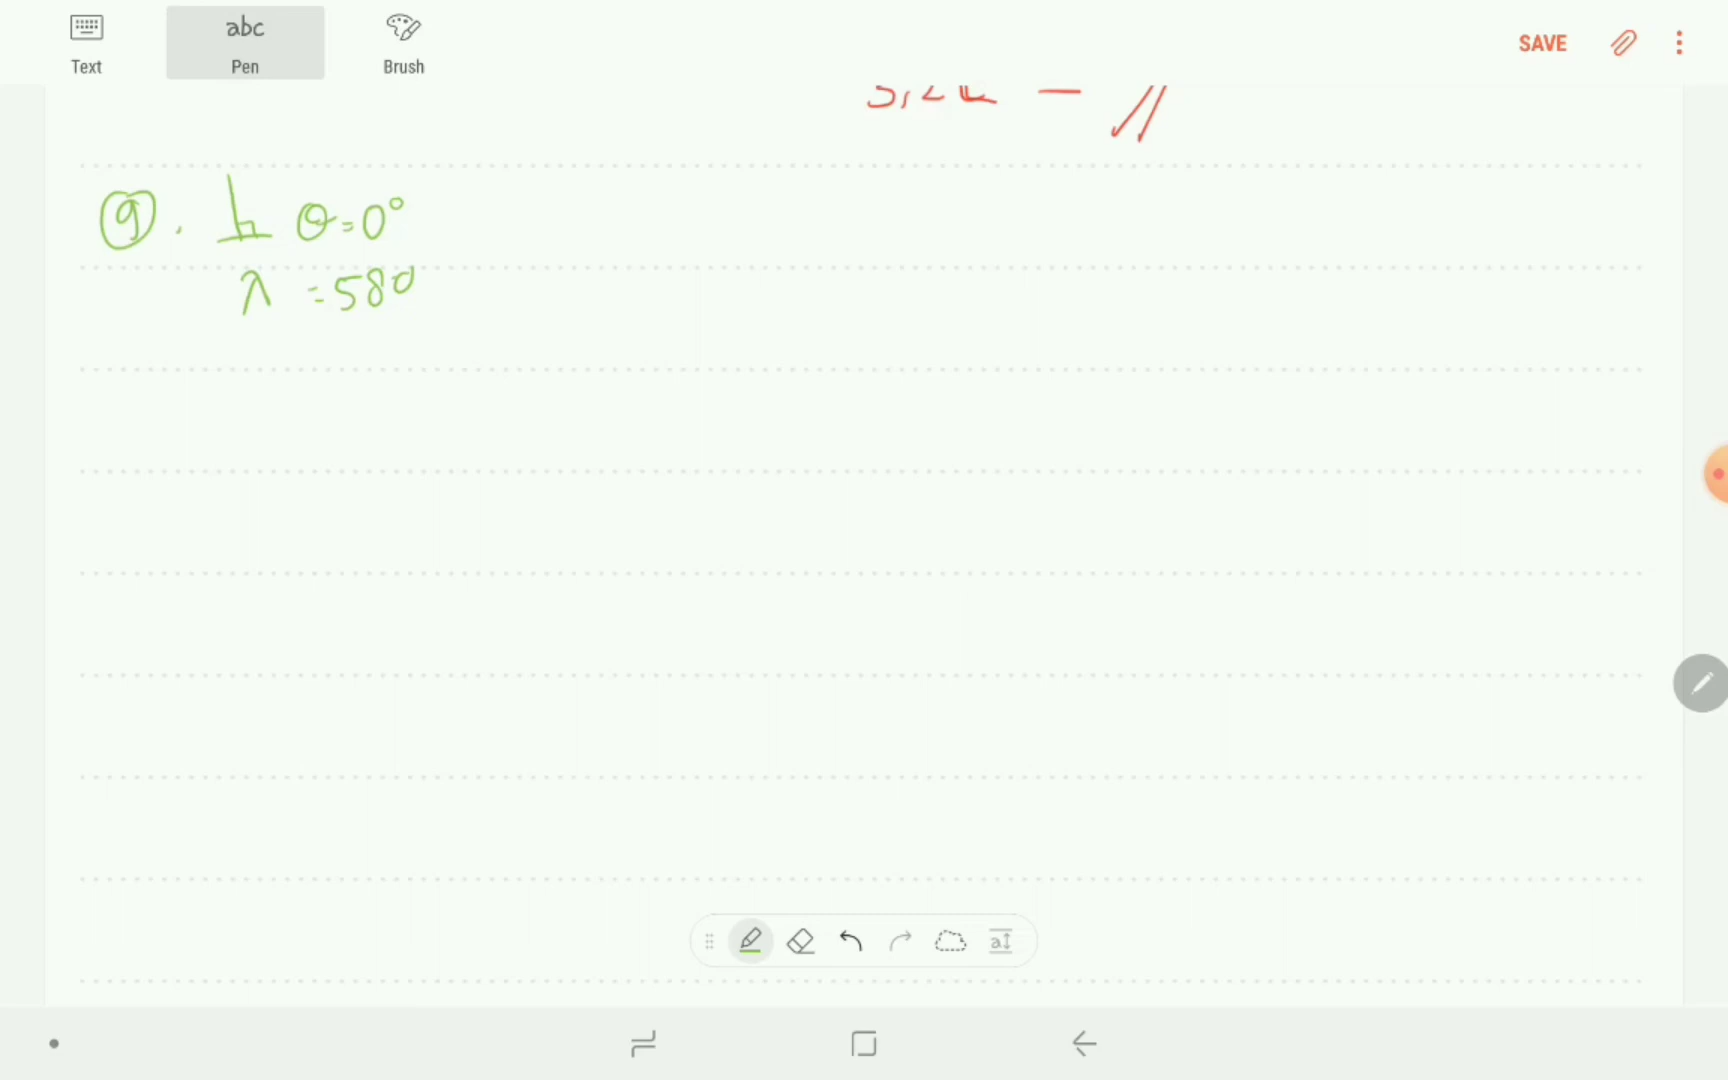 abc
Text
Pen
Brush
SAVE
9. θ=0°
λ=580